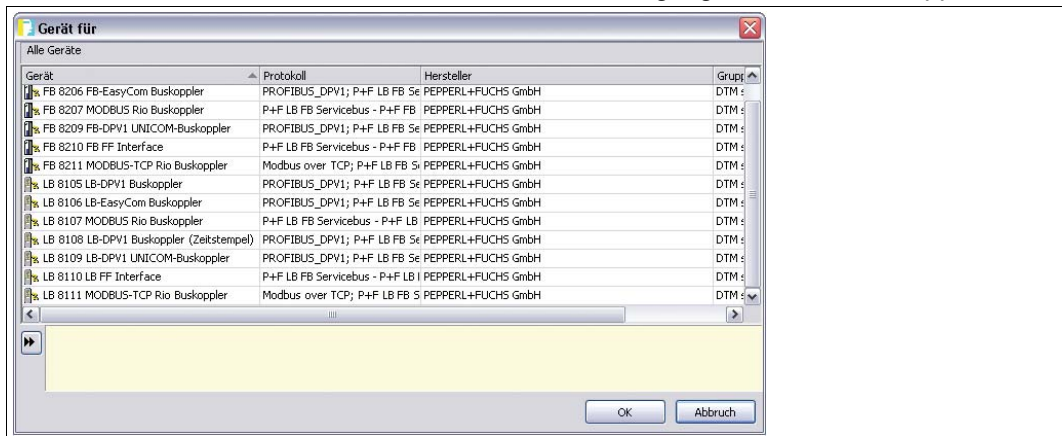 Gerät für
Alle Geräte
Gerät Protokoll Hersteller Grupp
FB 8206 FB-EasyCom Buskoppler PROFIBUS_DPV1; P+F LB FB Se PEPPERL+FUCHS GmbH DTM s
FB 8207 MODBUS Rio Buskoppler P+F LB FB Servicebus - P+F FB PEPPERL+FUCHS GmbH DTM s
FB 8209 FB-DPV1 UNICOM-Buskoppler PROFIBUS_DPV1; P+F LB FB Se PEPPERL+FUCHS GmbH DTM s
FB 8210 FB FF Interface P+F LB FB Servicebus - P+F FB PEPPERL+FUCHS GmbH DTM s
FB 8211 MODBUS-TCP Rio Buskoppler Modbus over TCP; P+F LB FB S PEPPERL+FUCHS GmbH DTM s
LB 8105 LB-DPV1 Buskoppler PROFIBUS_DPV1; P+F LB FB Se PEPPERL+FUCHS GmbH DTM s
LB 8106 LB-EasyCom Buskoppler PROFIBUS_DPV1; P+F LB FB Se PEPPERL+FUCHS GmbH DTM s
LB 8107 MODBUS Rio Buskoppler P+F LB FB Servicebus - P+F LB PEPPERL+FUCHS GmbH DTM s
LB 8108 LB-DPV1 Buskoppler (Zeitstempel) PROFIBUS_DPV1; P+F LB FB Se PEPPERL+FUCHS GmbH DTM s
LB 8109 LB-DPV1 UNICOM-Buskoppler PROFIBUS_DPV1; P+F LB FB Se PEPPERL+FUCHS GmbH DTM s
LB 8110 LB FF Interface P+F LB FB Servicebus - P+F LB PEPPERL+FUCHS GmbH DTM s
LB 8111 MODBUS-TCP Rio Buskoppler Modbus over TCP; P+F LB FB S PEPPERL+FUCHS GmbH DTM s
OK Abbruch